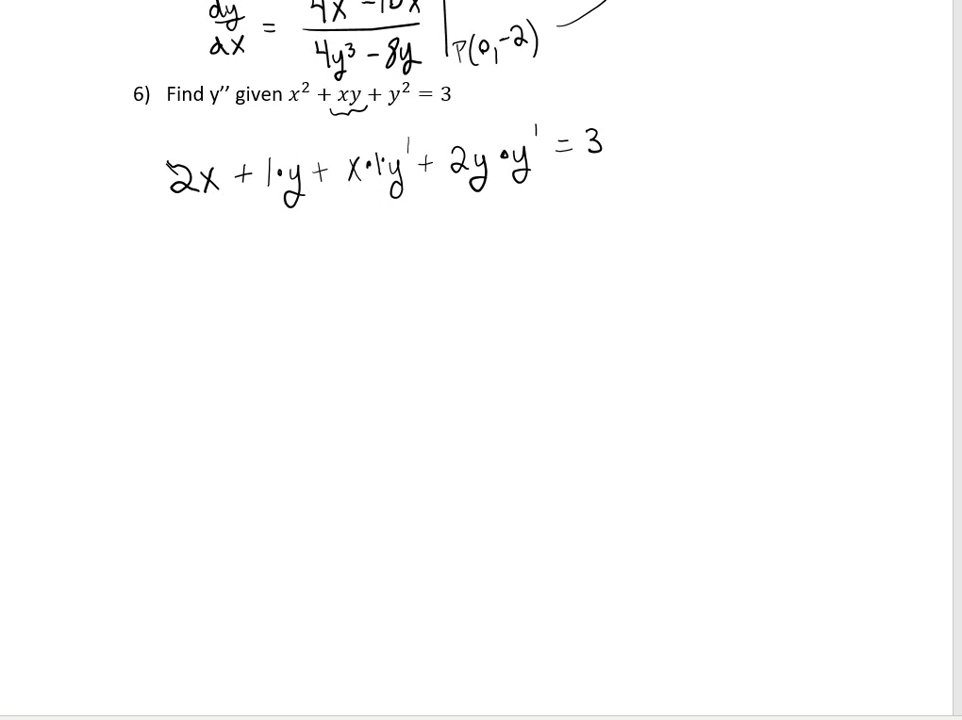 dy/dx = 4x - 10x / 4y³ - 8y | P(0,-2)
6) Find y'' given x² + xy + y² = 3
2x + 1·y + x·1·y' + 2y·y' = 3